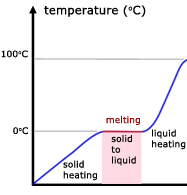 temperature (°C)
100°C
melting
0°C
solid
to
liquid
liquid
heating
solid
heating